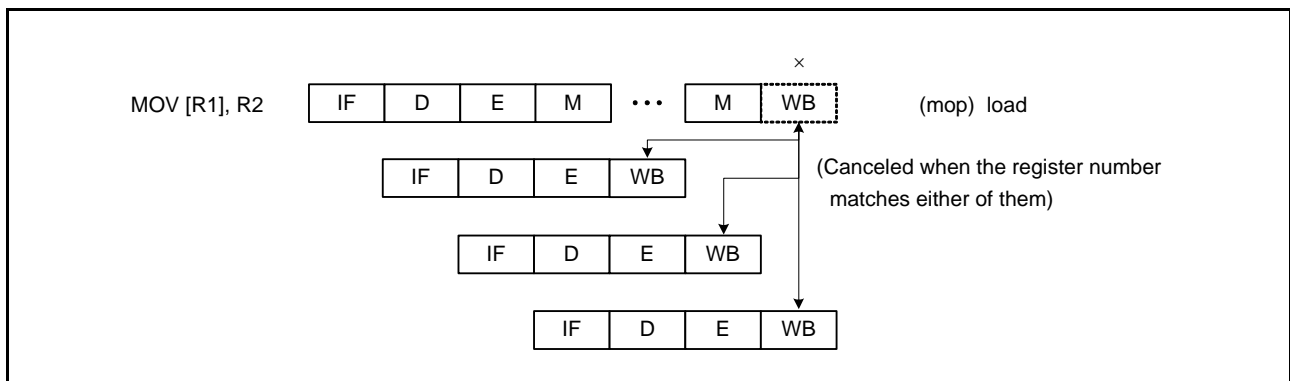 ×
MOV [R1], R2 IF D E M ••• M WB (mop) load
IF D E WB (Canceled when the register number
matches either of them)
IF D E WB
IF D E WB